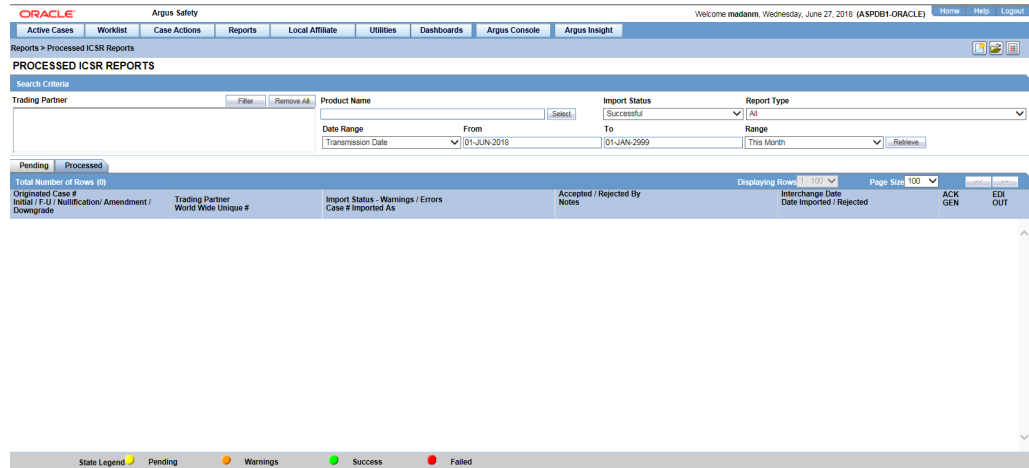 ORACLE Argus Safety Welcome madanm, Wednesday, June 27, 2018 (ASPDB1-ORACLE) Home Help Logout
Active Cases Worklist Case Actions Reports Local Affiliate Utilities Dashboards Argus Console Argus Insight
Reports > Processed ICSR Reports
PROCESSED ICSR REPORTS
Search Criteria
Trading Partner Filter Remove All Product Name Import Status Report Type
Select Successful All
Date Range From To Range
Transmission Date 01-JUN-2018 01-JAN-2999 This Month Retrieve
Pending Processed
Total Number of Rows (0) Displaying Rows 1 - 100 Page Size 100 << >>
Originated Case # Trading Partner Import Status - Warnings / Errors Accepted / Rejected By Interchange Date ACK EDI
Initial / F-U / Nullification/ Amendment / World Wide Unique # Case # Imported As Notes Date Imported / Rejected GEN OUT
Downgrade
State Legend Pending Warnings Success Failed